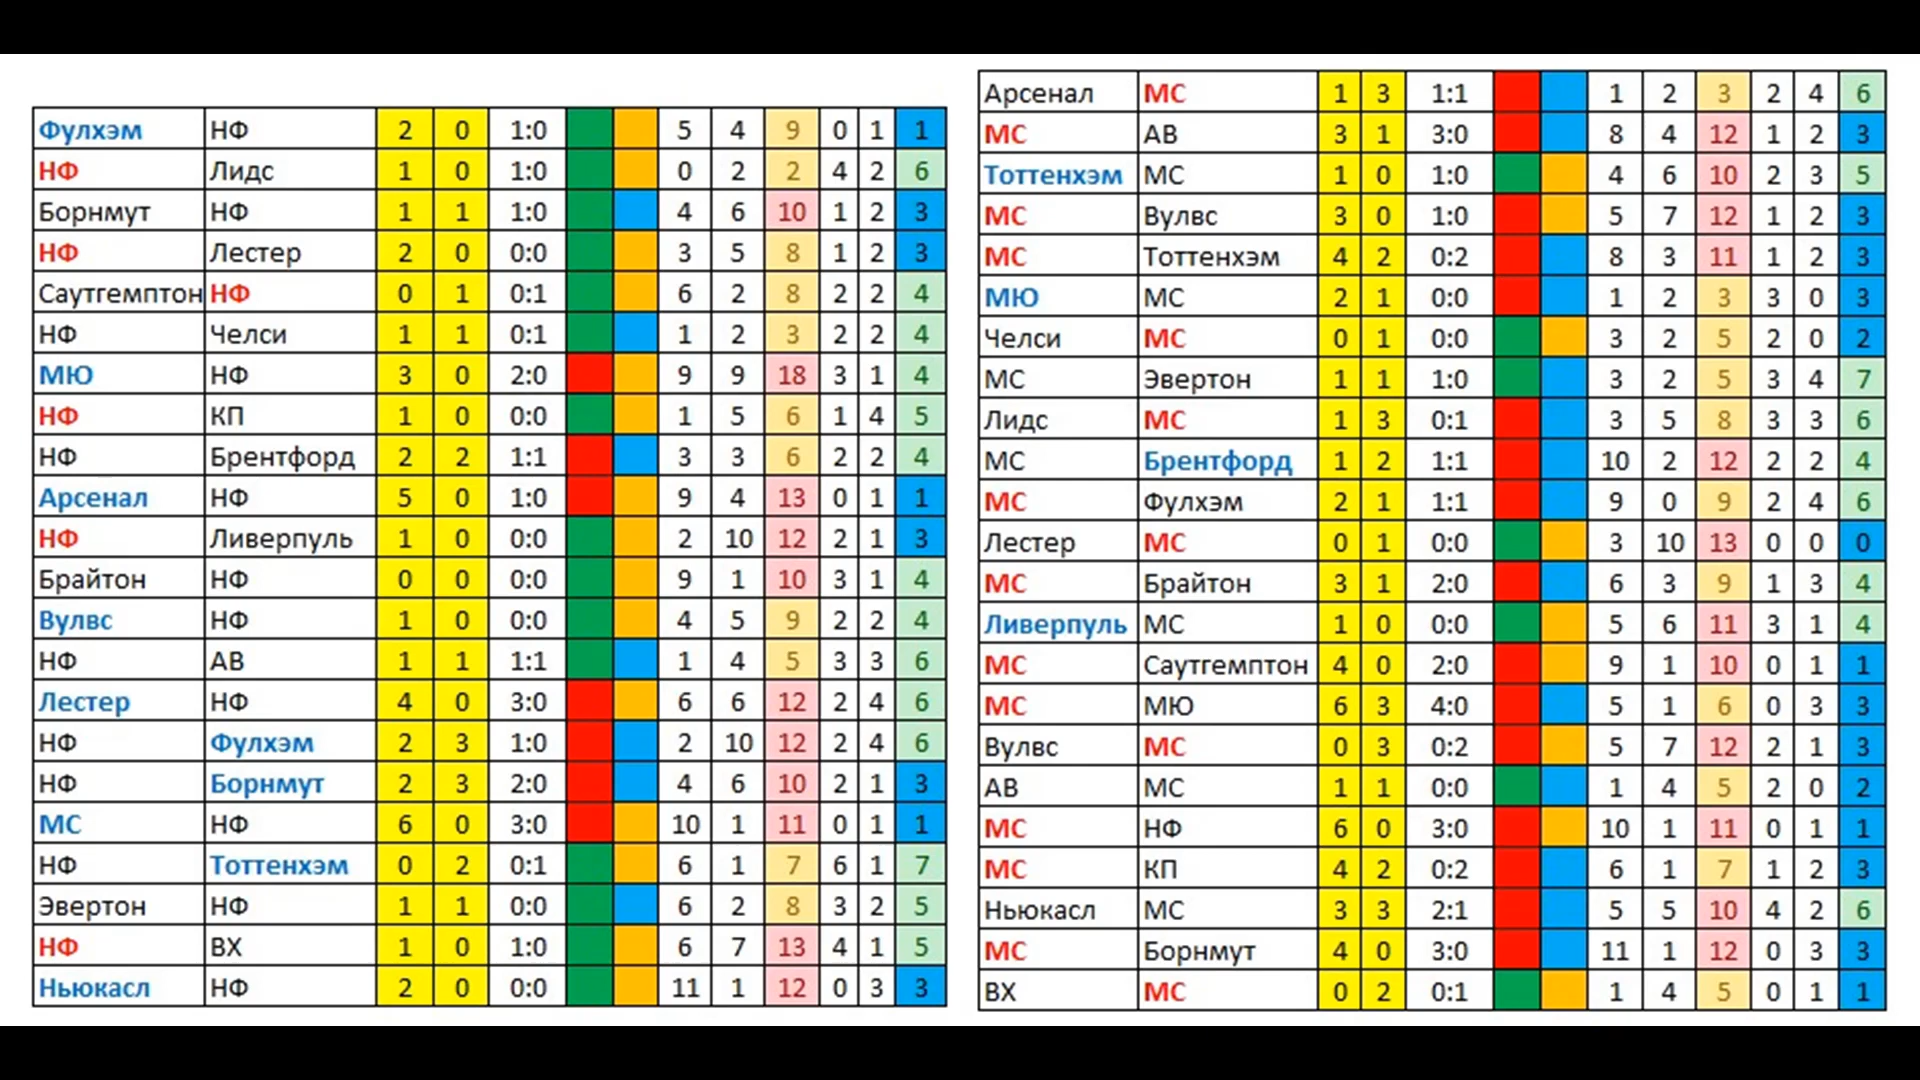 Фулхэм НФ 2 0 1:0 5 4 9 0 1 1
НФ Лидс 1 0 1:0 0 2 2 4 2 6
Борнмут НФ 1 1 1:0 4 6 10 1 2 3
НФ Лестер 2 0 0:0 3 5 8 1 2 3
Саутгемптон НФ 0 1 0:1 6 2 8 2 2 4
НФ Челси 1 1 0:1 1 2 3 2 2 4
МЮ НФ 3 0 2:0 9 9 18 3 1 4
НФ КП 1 0 0:0 1 5 6 1 4 5
НФ Брентфорд 2 2 1:1 3 3 6 2 2 4
Арсенал НФ 5 0 1:0 9 4 13 0 1 1
НФ Ливерпуль 1 0 0:0 2 10 12 2 1 3
Брайтон НФ 0 0 0:0 9 1 10 3 1 4
Вулвс НФ 1 0 0:0 4 5 9 2 2 4
НФ АВ 1 1 1:1 1 4 5 3 3 6
Лестер НФ 4 0 3:0 6 6 12 2 4 6
НФ Фулхэм 2 3 1:0 2 10 12 2 4 6
НФ Борнмут 2 3 2:0 4 6 10 2 1 3
МС НФ 6 0 3:0 10 1 11 0 1 1
НФ Тоттенхэм 0 2 0:1 6 1 7 6 1 7
Эвертон НФ 1 1 0:0 6 2 8 3 2 5
НФ ВХ 1 0 1:0 6 7 13 4 1 5
Ньюкасл НФ 2 0 0:0 11 1 12 0 3 3
Арсенал МС 1 3 1:1 1 2 3 2 4 6
МС АВ 3 1 3:0 8 4 12 1 2 3
Тоттенхэм МС 1 0 1:0 4 6 10 2 3 5
МС Вулвс 3 0 1:0 5 7 12 1 2 3
МС Тоттенхэм 4 2 0:2 8 3 11 1 2 3
МЮ МС 2 1 0:0 1 2 3 3 0 3
Челси МС 0 1 0:0 3 2 5 2 0 2
МС Эвертон 1 1 1:0 3 2 5 3 4 7
Лидс МС 1 3 0:1 3 5 8 3 3 6
МС Брентфорд 1 2 1:1 10 2 12 2 2 4
МС Фулхэм 2 1 1:1 9 0 9 2 4 6
Лестер МС 0 1 0:0 3 10 13 0 0 0
МС Брайтон 3 1 2:0 6 3 9 1 3 4
Ливерпуль МС 1 0 0:0 5 6 11 3 1 4
МС Саутгемптон 4 0 2:0 9 1 10 0 1 1
МС МЮ 6 3 4:0 5 1 6 0 3 3
Вулвс МС 0 3 0:2 5 7 12 2 1 3
АВ МС 1 1 0:0 1 4 5 2 0 2
МС НФ 6 0 3:0 10 1 11 0 1 1
МС КП 4 2 0:2 6 1 7 1 2 3
Ньюкасл МС 3 3 2:1 5 5 10 4 2 6
МС Борнмут 4 0 3:0 11 1 12 0 3 3
ВХ МС 0 2 0:1 1 4 5 0 1 1